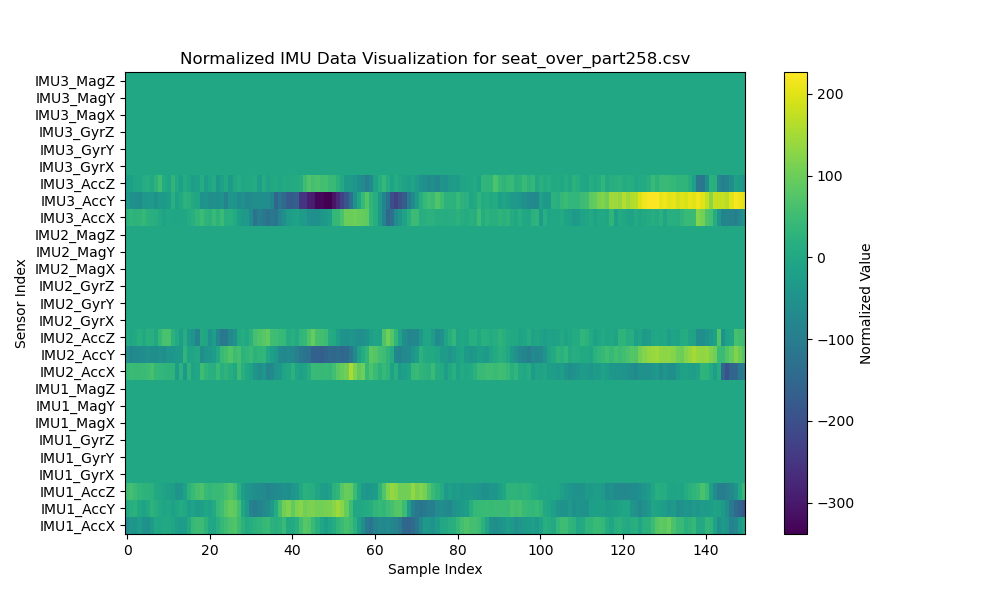 Normalized IMU Data Visualization for seat_over_part258.csv
IMU3_MagZ
IMU3_MagY
IMU3_MagX
IMU3_GyrZ
IMU3_GyrY
IMU3_GyrX
IMU3_AccZ
IMU3_AccY
IMU3_AccX
IMU2_MagZ
IMU2_MagY
IMU2_MagX
IMU2_GyrZ
IMU2_GyrY
IMU2_GyrX
IMU2_AccZ
IMU2_AccY
IMU2_AccX
IMU1_MagZ
IMU1_MagY
IMU1_MagX
IMU1_GyrZ
IMU1_GyrY
IMU1_GyrX
IMU1_AccZ
IMU1_AccY
IMU1_AccX
Sensor Index
0 20 40 60 80 100 120 140
Sample Index
200
100
0
−100
−200
−300
Normalized Value